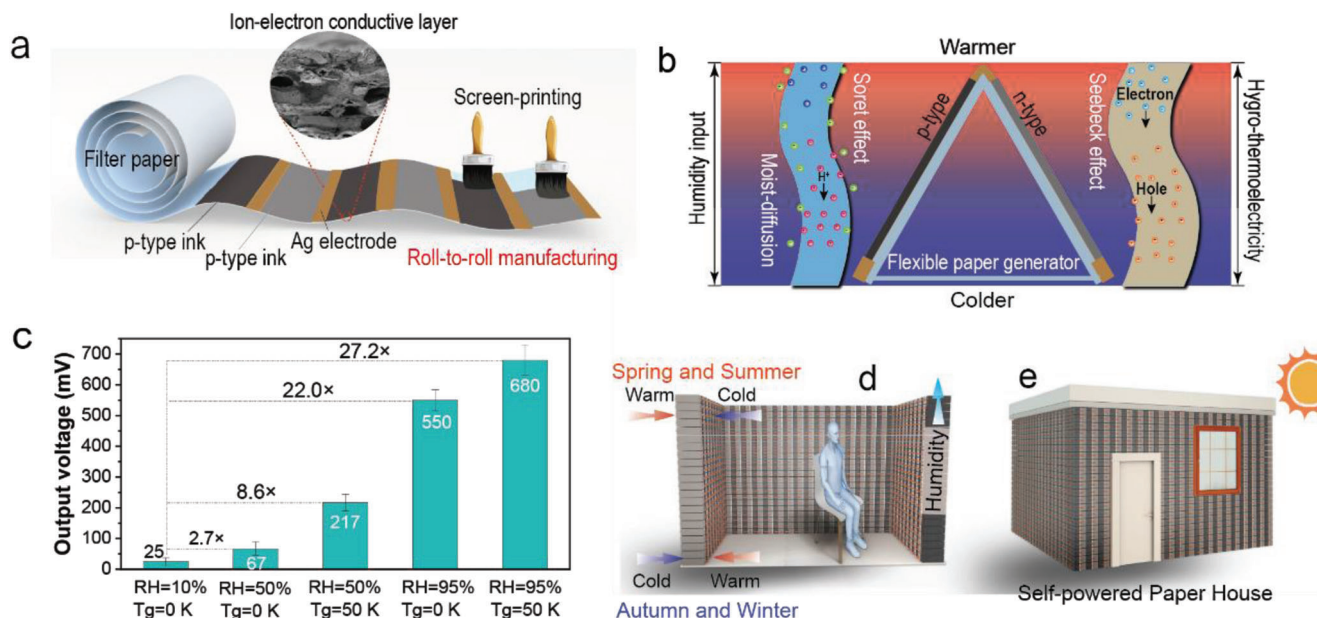 a
Ion-electron conductive layer
Screen-printing
Filter paper
p-type ink
p-type ink
Ag electrode
Roll-to-roll manufacturing
b
Warmer
Humidity input
Moist-diffusion
Soret effect
H+
p-type
n-type
Flexible paper generator
Seebeck effect
Electron
Hole
Hygro-thermoelectricity
Colder
c
Output voltage (mV)
700
600
500
400
300
200
100
0
27.2×
22.0×
8.6×
2.7×
25
67
217
550
680
RH=10% RH=50% RH=50% RH=95% RH=95%
Tg=0 K Tg=0 K Tg=50 K Tg=0 K Tg=50 K
d
Spring and Summer
Warm
Cold
Humidity
Cold
Warm
Autumn and Winter
e
Self-powered Paper House